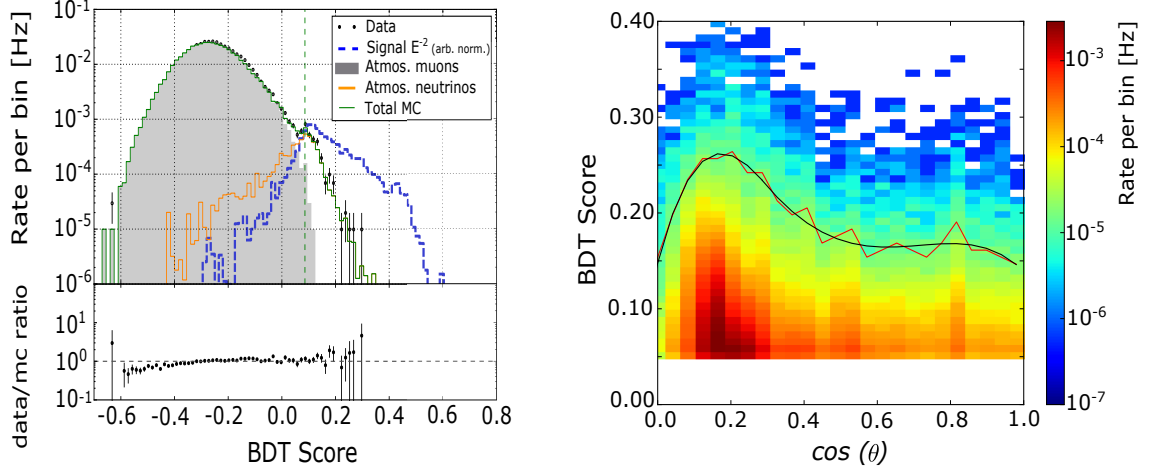 Data
Signal E⁻² (arb. norm.)
Atmos. muons
Atmos. neutrinos
Total MC
Rate per bin [Hz]
10⁻¹
10⁻²
10⁻³
10⁻⁴
10⁻⁵
10⁻⁶
data/mc ratio
10¹
10⁰
10⁻¹
-0.6 -0.4 -0.2 0.0 0.2 0.4 0.6 0.8
BDT Score
BDT Score
0.40
0.30
0.20
0.10
0.00
0.0 0.2 0.4 0.6 0.8 1.0
cos (θ)
10⁻³
10⁻⁴
10⁻⁶
10⁻⁷
Rate per bin [Hz]
10⁻⁵